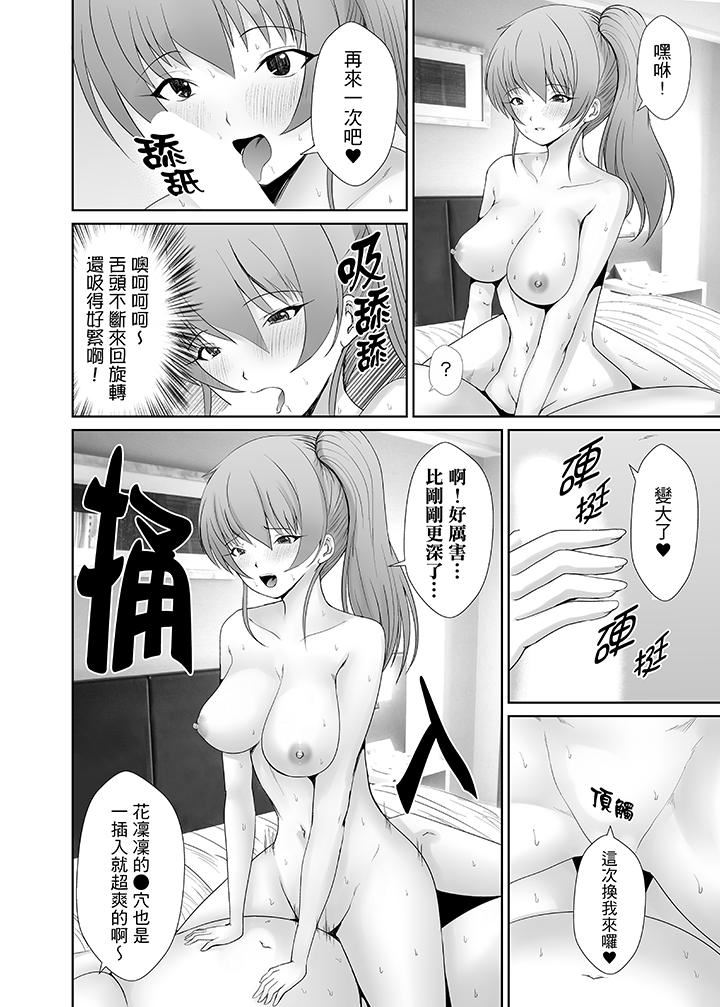 嘿咻！
？
再來一次吧♥
舔舐
吸舔舔
噢呵呵呵～
舌頭不斷來回旋轉
還吸得好緊啊！
變大了♥
硬挺
硬挺
頂觸
這次換我來囉♥
啊！好厲害…
比剛剛更深了…
插
入
花凜凜的●穴也是
一插入就超爽的啊～